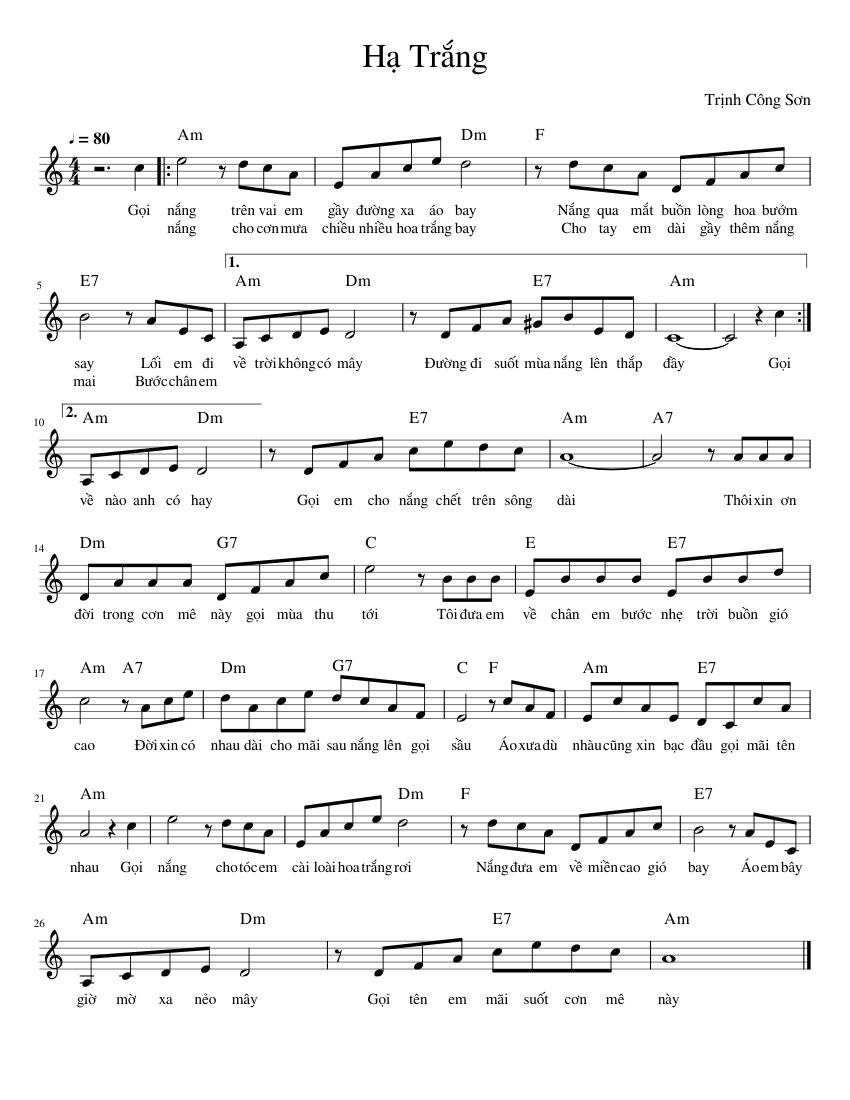 Hạ Trắng
Trịnh Công Sơn
♩ = 80
Am Dm F
Gọi nắng trên vai em gầy đường xa áo bay Nắng qua mắt buồn lòng hoa bướm
nắng cho cơn mưa chiều nhiều hoa trắng bay Cho tay em dài gầy thêm nắng
1.
5 E7 Am Dm E7 Am
say Lối em đi về trời không có mây Đường đi suốt mùa nắng lên thắp đầy Gọi
mai Bước chân em
2.
10 Am Dm E7 Am A7
về nào anh có hay Gọi em cho nắng chết trên sông dài Thôi xin ơn
14 Dm G7 C E E7
đời trong cơn mê này gọi mùa thu tới Tôi đưa em về chân em bước nhẹ trời buồn gió
17 Am A7 Dm G7 C F Am E7
cao Đời xin có nhau dài cho mãi sau nắng lên gọi sầu Áo xưa dù nhàu cũng xin bạc đầu gọi mãi tên
21 Am Dm F E7
nhau Gọi nắng cho tóc em cài loài hoa trắng rơi Nắng đưa em về miền cao gió bay Áo em bây
26 Am Dm E7 Am
giờ mờ xa nẻo mây Gọi tên em mãi suốt cơn mê này